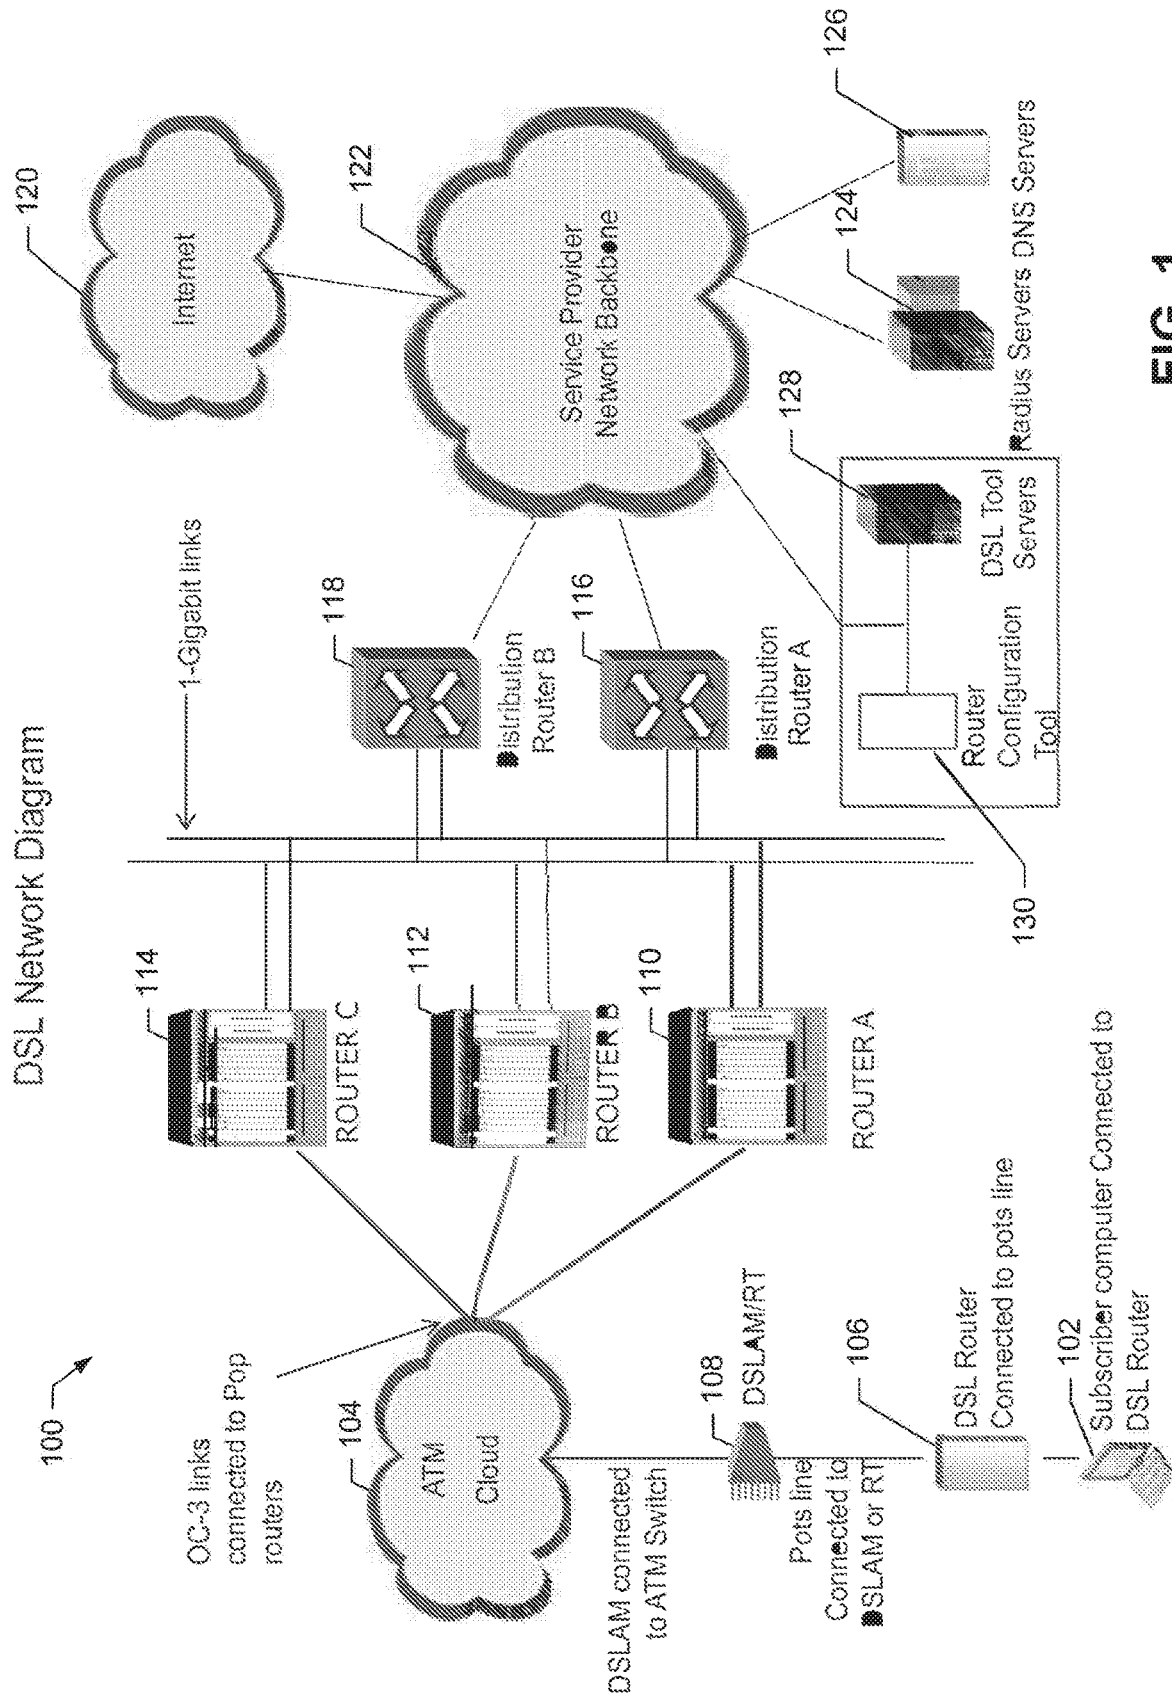 DSL Network Diagram
100
OC-3 links
connected to Pop
routers
104
ATM
Cloud
DSLAM connected
to ATM Switch
108
DSLAM/RT
Pots line
Connected to
DSLAM or RT
106
DSL Router
Connected to pots line
102
Subscriber computer Connected to
DSL Router
114
ROUTER C
112
ROUTER B
110
ROUTER A
1-Gigabit links
118
Distribution
Router B
116
Distribution
Router A
120
Internet
122
Service Provider
Network Backbone
130
Router
Configuration
Tool
128
DSL Tool
Servers
124
Radius Servers
126
DNS Servers
FIG. 1